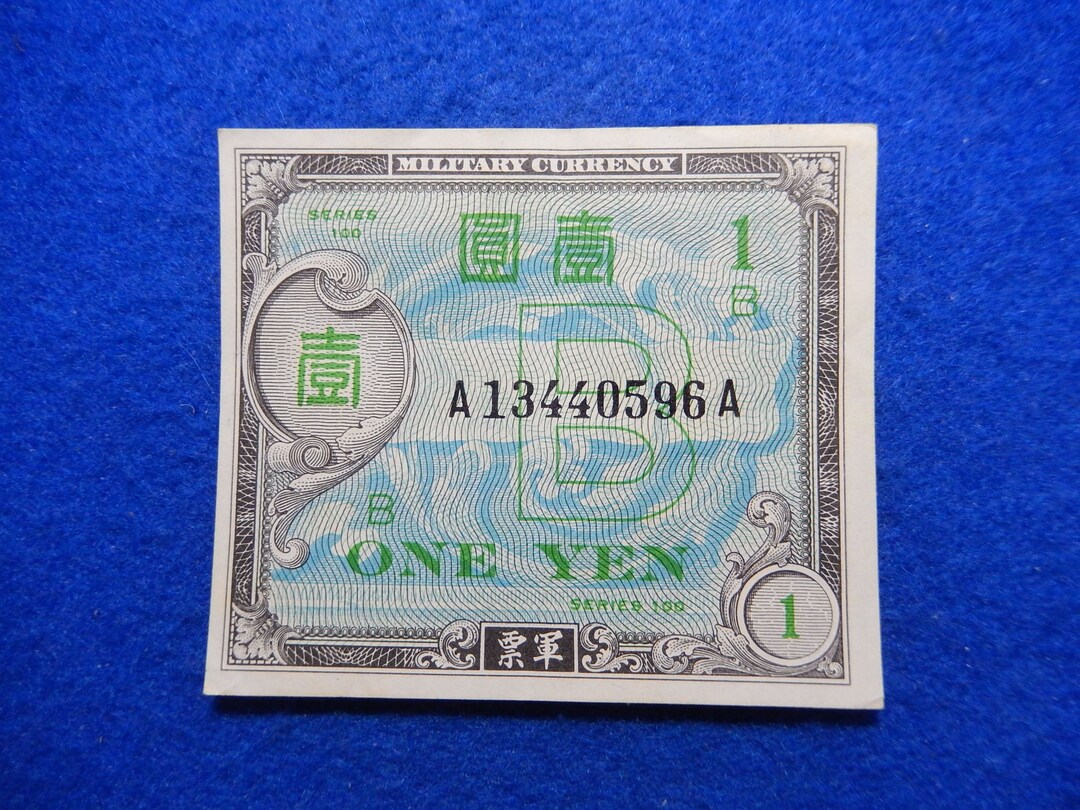 MILITARY CURRENCY
SERIES
100
圓壹
1
B
壹
B
A13440596A
B
ONE YEN
SERIES 100
票軍
1